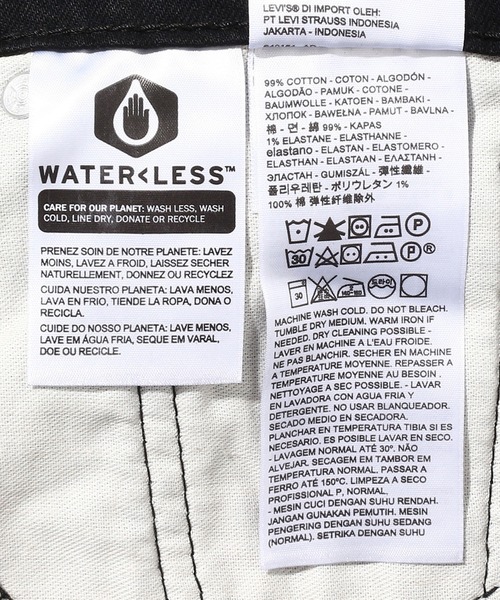 WATER<LESS™
CARE FOR OUR PLANET: WASH LESS, WASH
COLD, LINE DRY, DONATE OR RECYCLE
PRENEZ SOIN DE NOTRE PLANETE: LAVEZ
MOINS, LAVEZ A FROID, LAISSEZ SECHER
NATURELLEMENT, DONNEZ OU RECYCLEZ
CUIDA NUESTRO PLANETA: LAVA MENOS,
LAVA EN FRIO, TIENDE LA ROPA, DONA O
RECICLA.
CUIDE DO NOSSO PLANETA: LAVE MENOS,
LAVE EM ÁGUA FRIA, SEQUE EM VARAL,
DOE OU RECICLE.
LEVI'S® DI IMPORT OLEH:
PT LEVI STRAUSS INDONESIA
JAKARTA - INDONESIA
99% COTTON - COTON - ALGODÓN -
ALGODÃO - PAMUK - COTONE -
BAUMWOLLE - KATOEN - BAMBAKI -
ХЛОПОК - BAWEŁNA - PAMUT - BAVLNA -
棉 - 면 - 綿 99% - KAPAS
1% ELASTANE - ELASTHANNE -
elastano - ELASTAN - ELASTOMERO -
ELASTHAN - ELASTAAN - ΕΛΑΣΤΑΝΗ -
ЭЛАСТАН - GUMISZÁL - 弾性纖維 -
폴리우레탄 - ポリウレタン 1%
100% 棉 弾性纖維除外
P
30 P®
30 140~160 드라이
MACHINE WASH COLD. DO NOT BLEACH.
TUMBLE DRY MEDIUM. WARM IRON IF
NEEDED. DRY CLEANING POSSIBLE -
LAVER EN MACHINE A L'EAU FROIDE.
NE PAS BLANCHIR. SECHER EN MACHINE
A TEMPERATURE MOYENNE. REPASSER A
TEMPERATURE MOYENNE AU BESOIN .
NETTOYAGE A SEC POSSIBLE. - LAVAR
EN LAVADORA CON AGUA FRIA Y
DETERGENTE. NO USAR BLANQUEADOR.
SECADO MEDIO EN SECADORA.
PLANCHAR EN TEMPERATURA TIBIA SI ES
NECESARIO. ES POSIBLE LAVAR EN SECO.
- LAVAGEM NORMAL ATÉ 30°. NÃO
ALVEJAR. SECAGEM EM TAMBOR EM
TEMPERATURA NORMAL. PASSAR A
FERRO ATÉ 150°C. LIMPEZA A SECO
PROFISSIONAL P, NORMAL.
- MESIN CUCI DENGAN SUHU RENDAH.
JANGAN GUNAKAN PEMUTIH. MESIN
PENGERING DENGAN SUHU SEDANG
(NORMAL). SETRIKA DENGAN SUHU